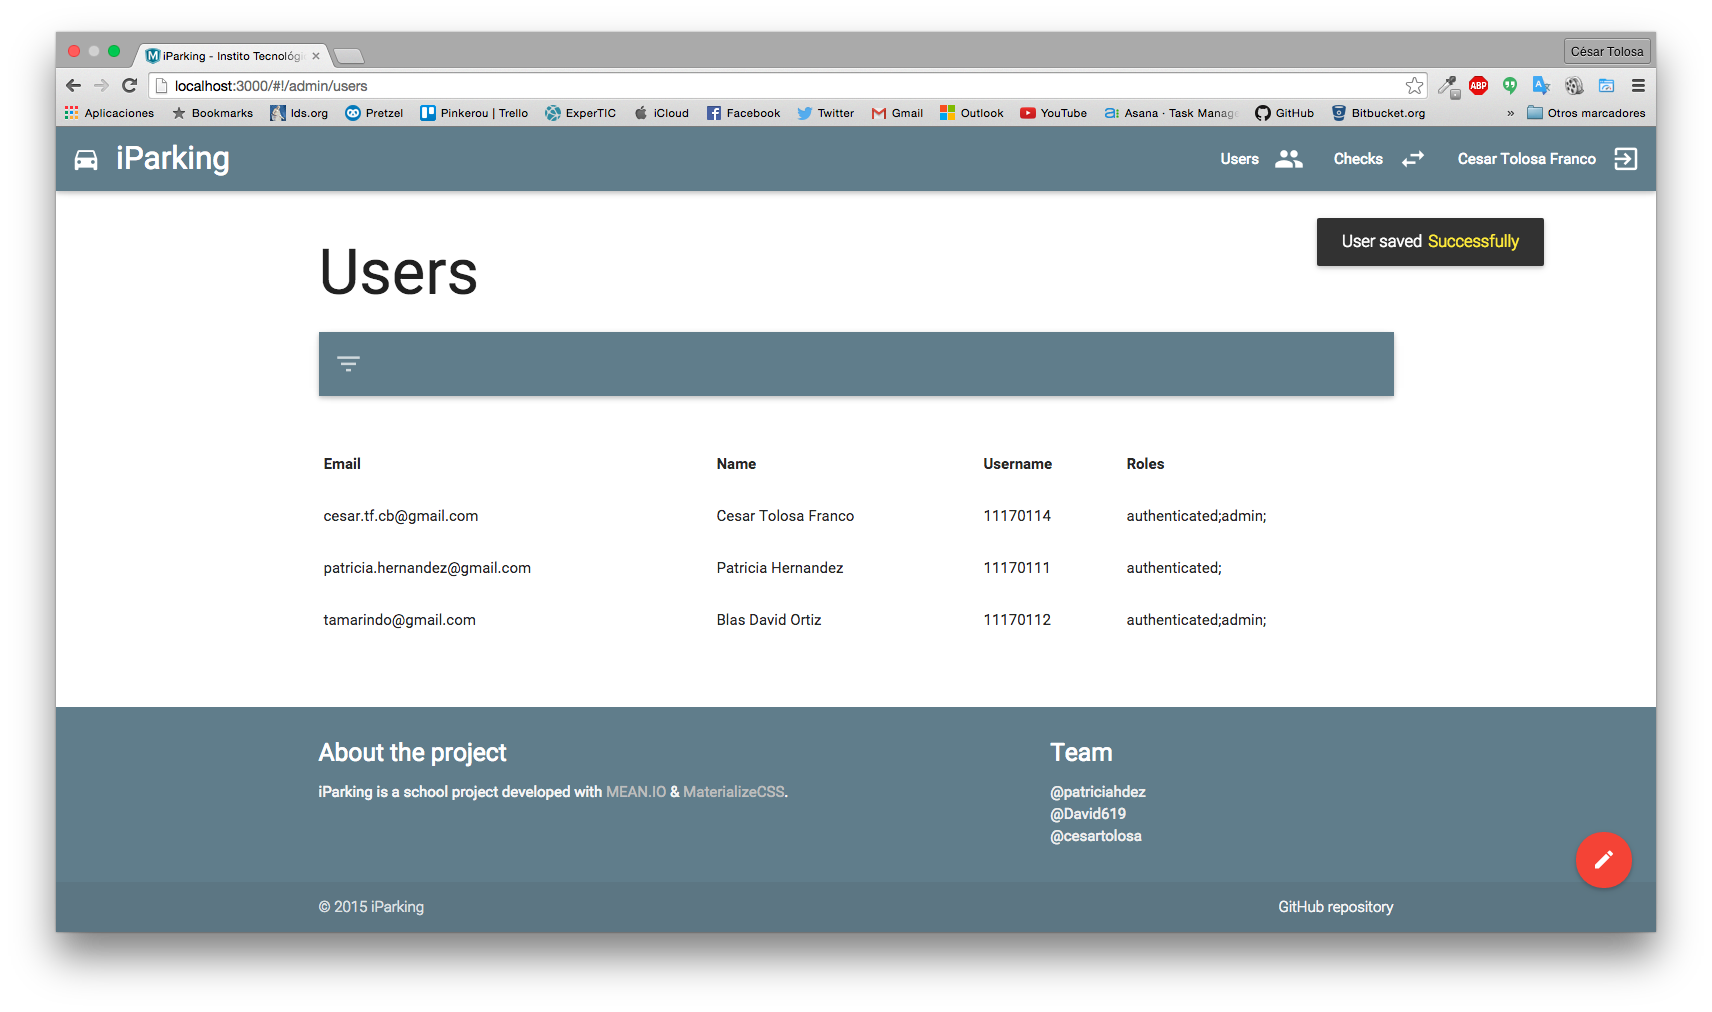 iParking - Instito Tecnológi
César Tolosa
localhost:3000/#!/admin/users
ABP
Aplicaciones Bookmarks lds.org Pretzel Pinkerou | Trello ExperTIC iCloud Facebook Twitter Gmail Outlook YouTube Asana · Task Manage GitHub Bitbucket.org » Otros marcadores
iParking Users Checks Cesar Tolosa Franco
User saved Successfully
Users
Email Name Username Roles
cesar.tf.cb@gmail.com Cesar Tolosa Franco 11170114 authenticated;admin;
patricia.hernandez@gmail.com Patricia Hernandez 11170111 authenticated;
tamarindo@gmail.com Blas David Ortiz 11170112 authenticated;admin;
About the project
iParking is a school project developed with MEAN.IO & MaterializeCSS.
Team
@patriciahdez
@David619
@cesartolosa
© 2015 iParking
GitHub repository